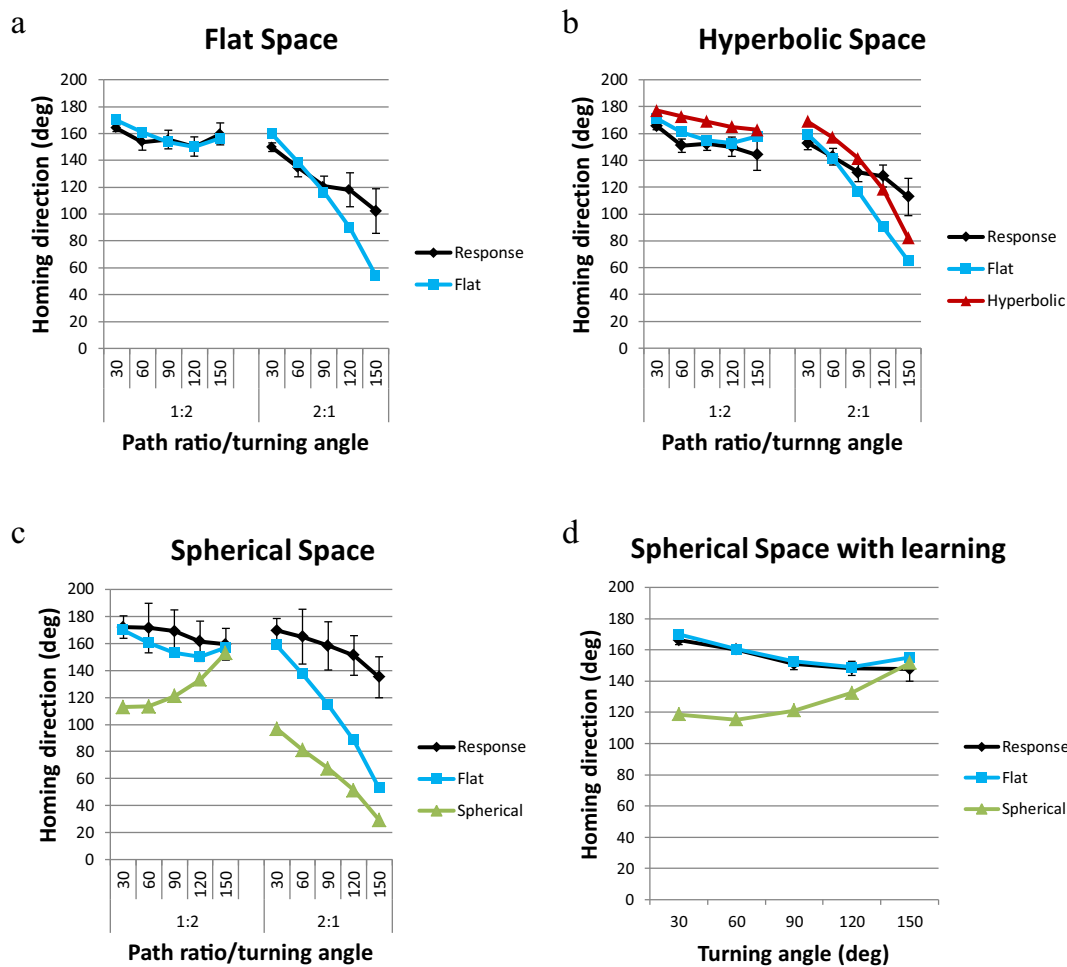 a
Flat Space
200
180
160
140
120
100
80
60
40
20
0
Homing direction (deg)
30 60 90 120 150 30 60 90 120 150
1:2 2:1
Path ratio/turning angle
Response
Flat
b
Hyperbolic Space
200
180
160
140
120
100
80
60
40
20
0
Homing direction (deg)
30 60 90 120 150 30 60 90 120 150
1:2 2:1
Path ratio/turnng angle
Response
Flat
Hyperbolic
c
Spherical Space
200
180
160
140
120
100
80
60
40
20
0
Homing direction (deg)
30 60 90 120 150 30 60 90 120 150
1:2 2:1
Path ratio/turning angle
Response
Flat
Spherical
d
Spherical Space with learning
200
180
160
140
120
100
80
60
40
20
0
Homing direction (deg)
30 60 90 120 150
Turning angle (deg)
Response
Flat
Spherical